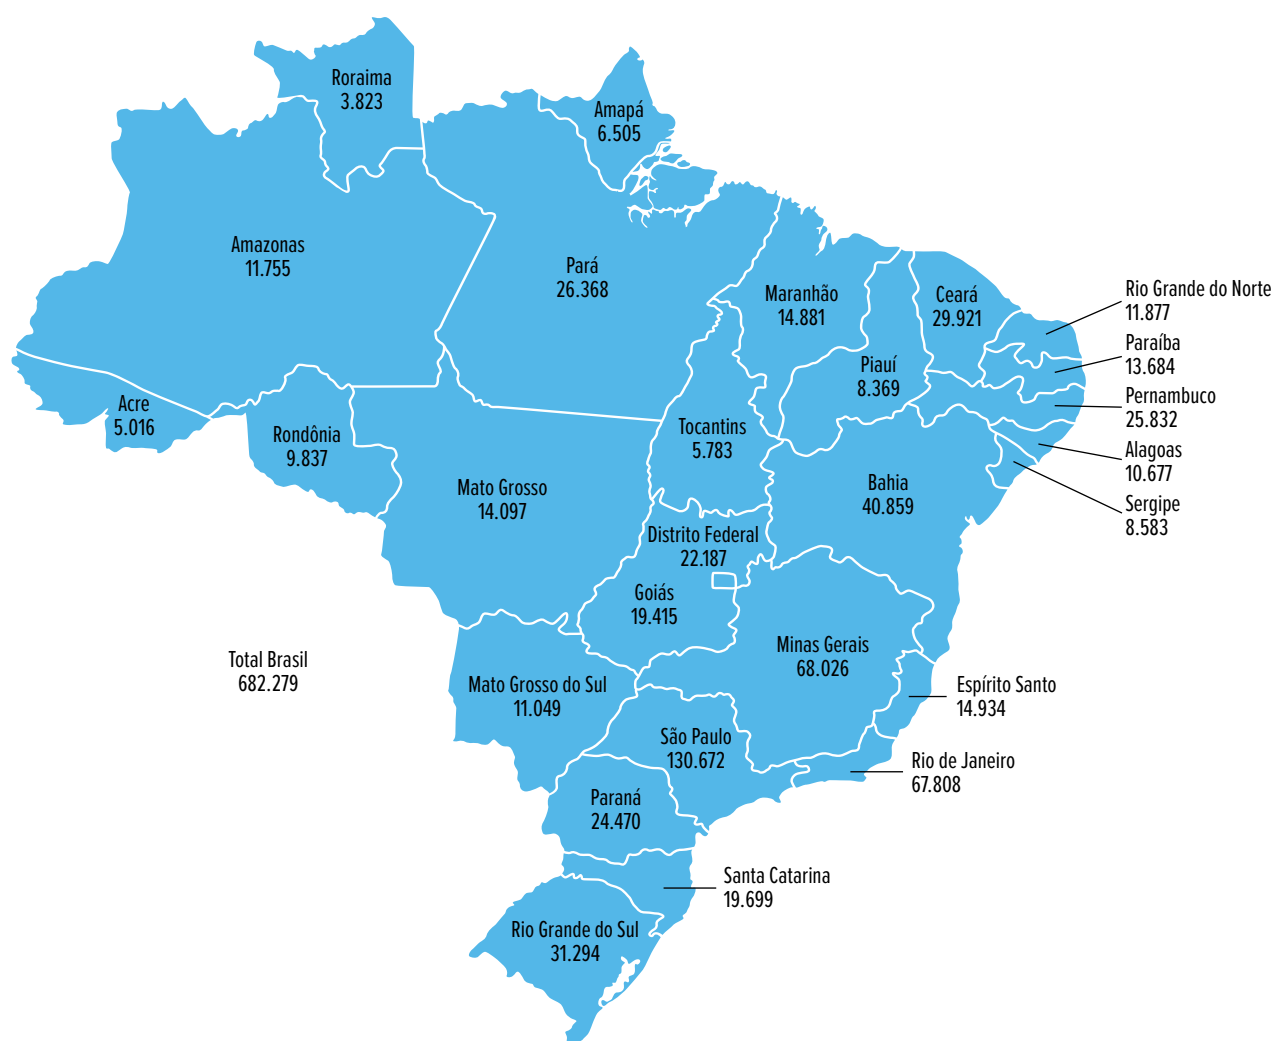 Roraima
3.823
Amapá
6.505
Amazonas
11.755
Pará
26.368
Maranhão
14.881
Ceará
29.921
Rio Grande do Norte
11.877
Paraíba
13.684
Piauí
8.369
Pernambuco
25.832
Acre
5.016
Rondônia
9.837
Tocantins
5.783
Alagoas
10.677
Mato Grosso
14.097
Bahia
40.859
Sergipe
8.583
Distrito Federal
22.187
Goiás
19.415
Minas Gerais
68.026
Total Brasil
682.279
Mato Grosso do Sul
11.049
Espírito Santo
14.934
São Paulo
130.672
Rio de Janeiro
67.808
Paraná
24.470
Santa Catarina
19.699
Rio Grande do Sul
31.294